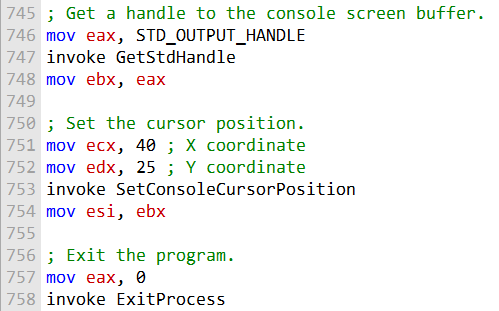 745 ; Get a handle to the console screen buffer.
746 mov eax, STD_OUTPUT_HANDLE
747 invoke GetStdHandle
748 mov ebx, eax
749
750 ; Set the cursor position.
751 mov ecx, 40 ; X coordinate
752 mov edx, 25 ; Y coordinate
753 invoke SetConsoleCursorPosition
754 mov esi, ebx
755
756 ; Exit the program.
757 mov eax, 0
758 invoke ExitProcess